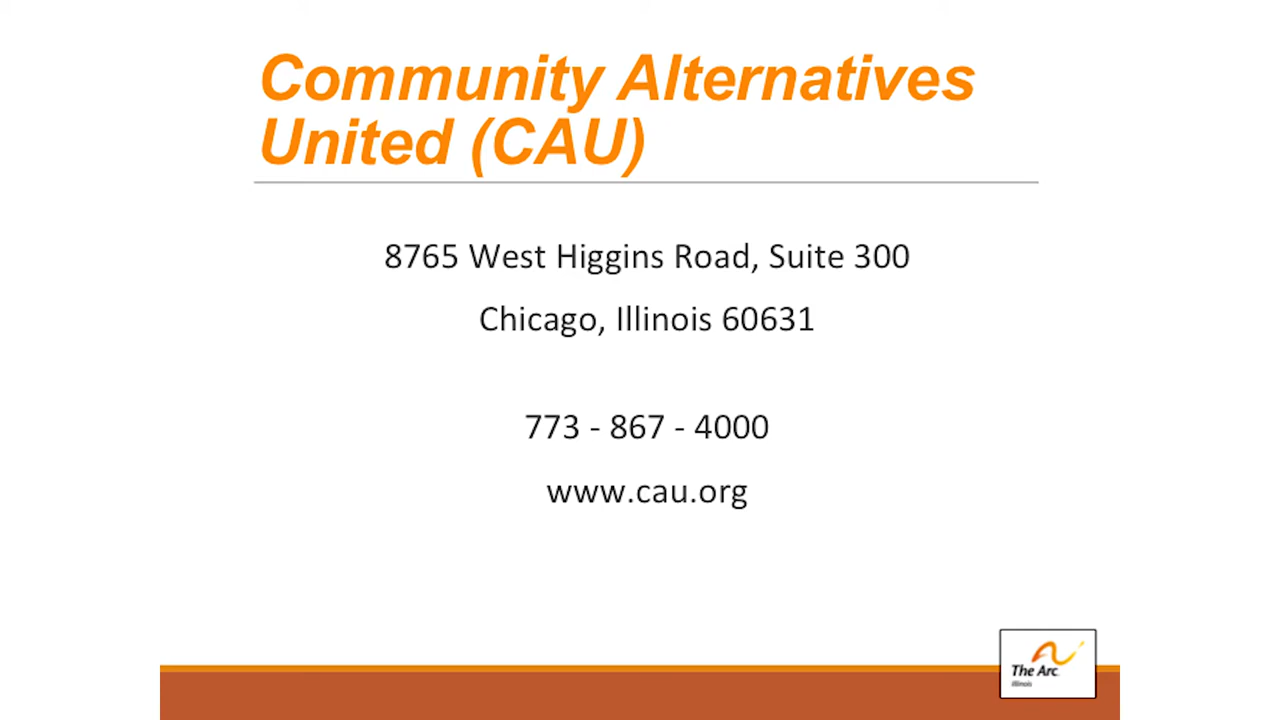 Community Alternatives
United (CAU)
8765 West Higgins Road, Suite 300
Chicago, Illinois 60631
773 - 867 - 4000
www.cau.org
The Arc
Illinois